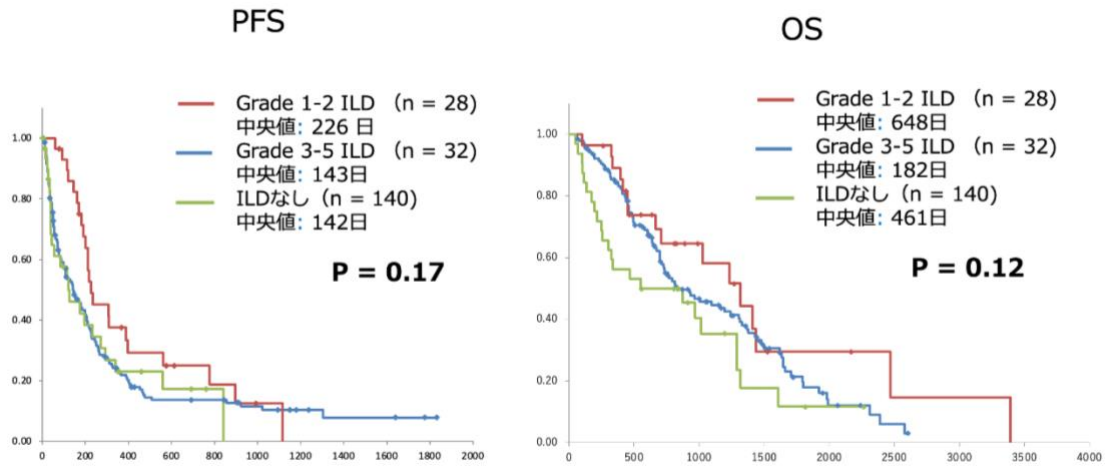 PFS
Grade 1-2 ILD （n = 28)
中央値: 226 日
Grade 3-5 ILD （n = 32)
中央値: 143日
ILDなし（n = 140)
中央値: 142日
P = 0.17
1.00
0.80
0.60
0.40
0.20
0.00
0 200 400 600 800 1000 1200 1400 1600 1800 2000
OS
Grade 1-2 ILD （n = 28)
中央値: 648日
Grade 3-5 ILD （n = 32)
中央値: 182日
ILDなし（n = 140)
中央値: 461日
P = 0.12
1.00
0.80
0.60
0.40
0.20
0.00
0 500 1000 1500 2000 2500 3000 3500 4000